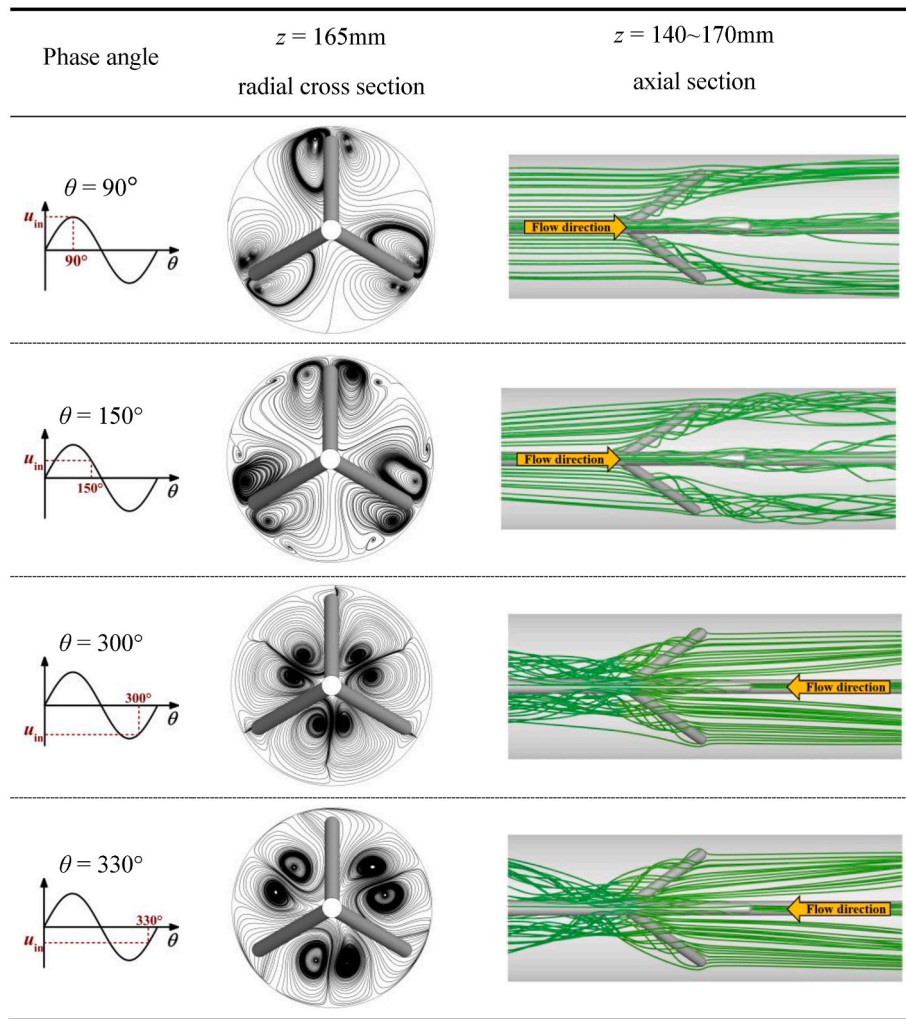 Phase angle
z = 165mm
radial cross section
z = 140~170mm
axial section
θ = 90°
u_in
90°
θ
Flow direction
θ = 150°
u_in
150°
θ
Flow direction
θ = 300°
300°
u_in
θ
Flow direction
θ = 330°
330°
u_in
θ
Flow direction